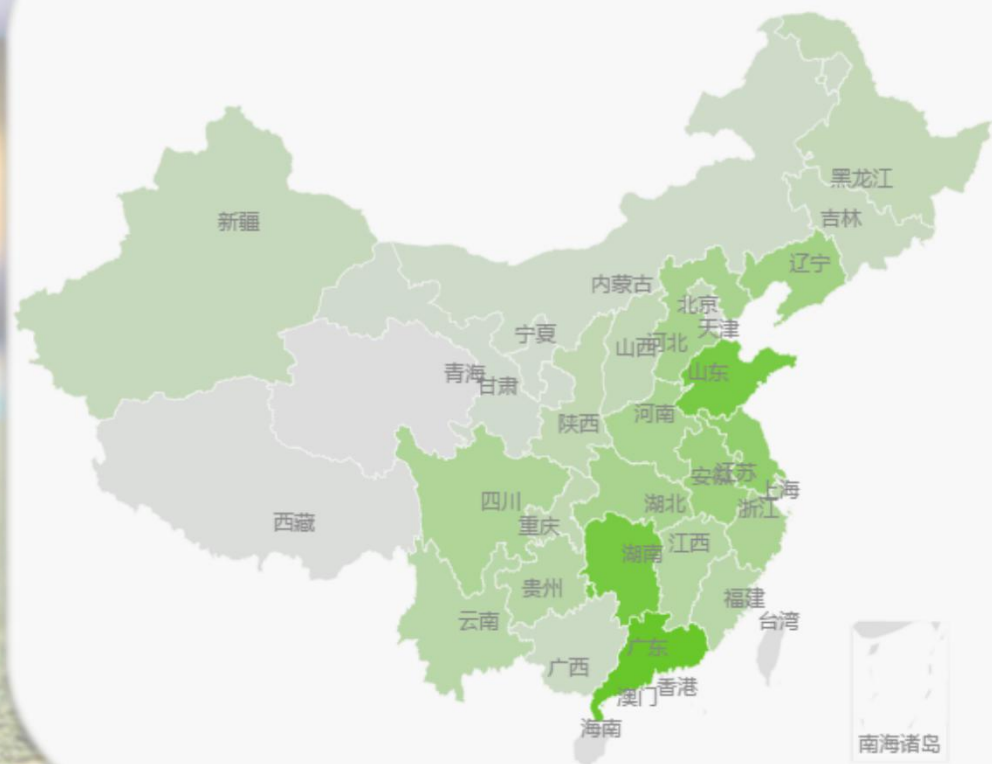 黑龙江
吉林
新疆
辽宁
内蒙古
北京
天津
宁夏
山西
河北
青海
甘肃
山东
河南
陕西
安徽
江苏
上海
四川
湖北
浙江
重庆
西藏
湖南
江西
贵州
福建
云南
台湾
广东
广西
香港
澳门
海南
南海诸岛